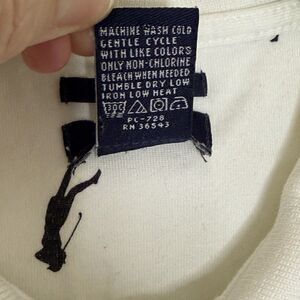 MACHINE WASH COLD
GENTLE CYCLE
WITH LIKE COLORS
ONLY NON-CHLORINE
BLEACH WHEN NEEDED
TUMBLE DRY LOW
IRON LOW HEAT
PC-728
RN 36543